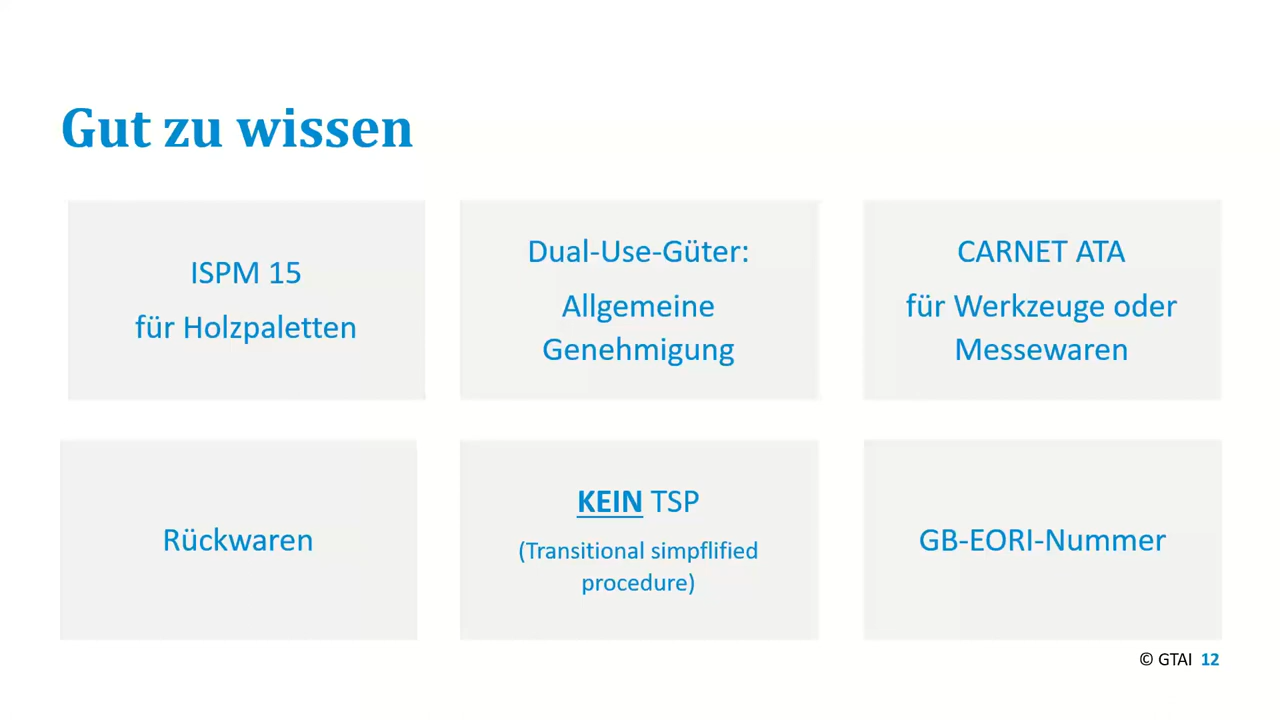 Gut zu wissen
ISPM 15
für Holzpaletten
Dual-Use-Güter:
Allgemeine
Genehmigung
CARNET ATA
für Werkzeuge oder
Messewaren
Rückwaren
KEIN TSP
(Transitional simpflified
procedure)
GB-EORI-Nummer
© GTAI 12